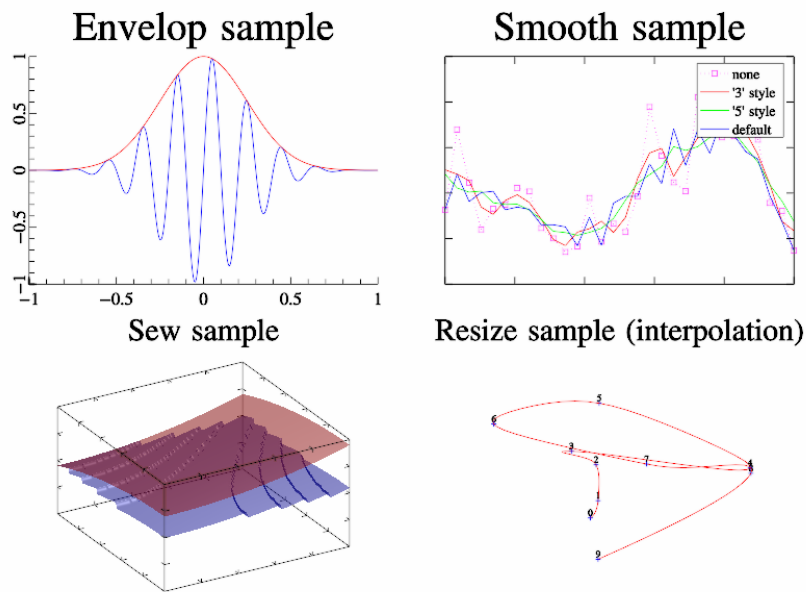 Envelop sample
Smooth sample
1
0.5
0
−0.5
−1
−1 −0.5 0 0.5 1
none
'3' style
'5' style
default
Sew sample
Resize sample (interpolation)
5
6
3
2
7
4
1
0
9